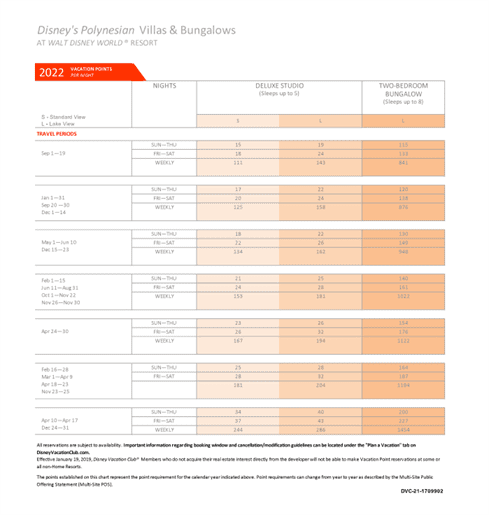 Disney's Polynesian Villas & Bungalows
AT WALT DISNEY WORLD® RESORT
2022 VACATION POINTS PER NIGHT
NIGHTS DELUXE STUDIO (Sleeps up to 5) TWO-BEDROOM BUNGALOW (Sleeps up to 8)
S - Standard View
L - Lake View
S L L
TRAVEL PERIODS
Sep 1—19
SUN—THU 15 19 115
FRI—SAT 18 24 133
WEEKLY 111 143 841
Jan 1—31
Sep 20—30
Dec 1—14
SUN—THU 17 22 120
FRI—SAT 20 24 138
WEEKLY 125 158 876
May 1—Jun 10
Dec 15—23
SUN—THU 18 22 130
FRI—SAT 22 26 149
WEEKLY 134 162 948
Feb 1—15
Jun 11—Aug 31
Oct 1—Nov 22
Nov 26—Nov 30
SUN—THU 21 25 140
FRI—SAT 24 28 161
WEEKLY 153 181 1022
Apr 24—30
SUN—THU 23 26 154
FRI—SAT 26 32 176
WEEKLY 167 194 1122
Feb 16—28
Mar 1—Apr 9
Apr 18—23
Nov 23—25
SUN—THU 25 28 164
FRI—SAT 28 32 187
181 204 1194
Apr 10—Apr 17
Dec 24—31
SUN—THU 34 40 200
FRI—SAT 37 43 227
WEEKLY 244 286 1454
All reservations are subject to availability. Important information regarding booking window and cancellation/modification guidelines can be located under the "Plan a Vacation" tab on
DisneyVacationClub.com.
Effective January 19, 2019, Disney Vacation Club® Members who do not acquire their real estate interest directly from the developer will not be able to make Vacation Point reservations at some or
all non-Home Resorts.
The points established on this chart represent the point requirement for the calendar year indicated above. Point requirements can change from year to year as described by the Multi-Site Public
Offering Statement (Multi-Site POS).
DVC-21-1799992